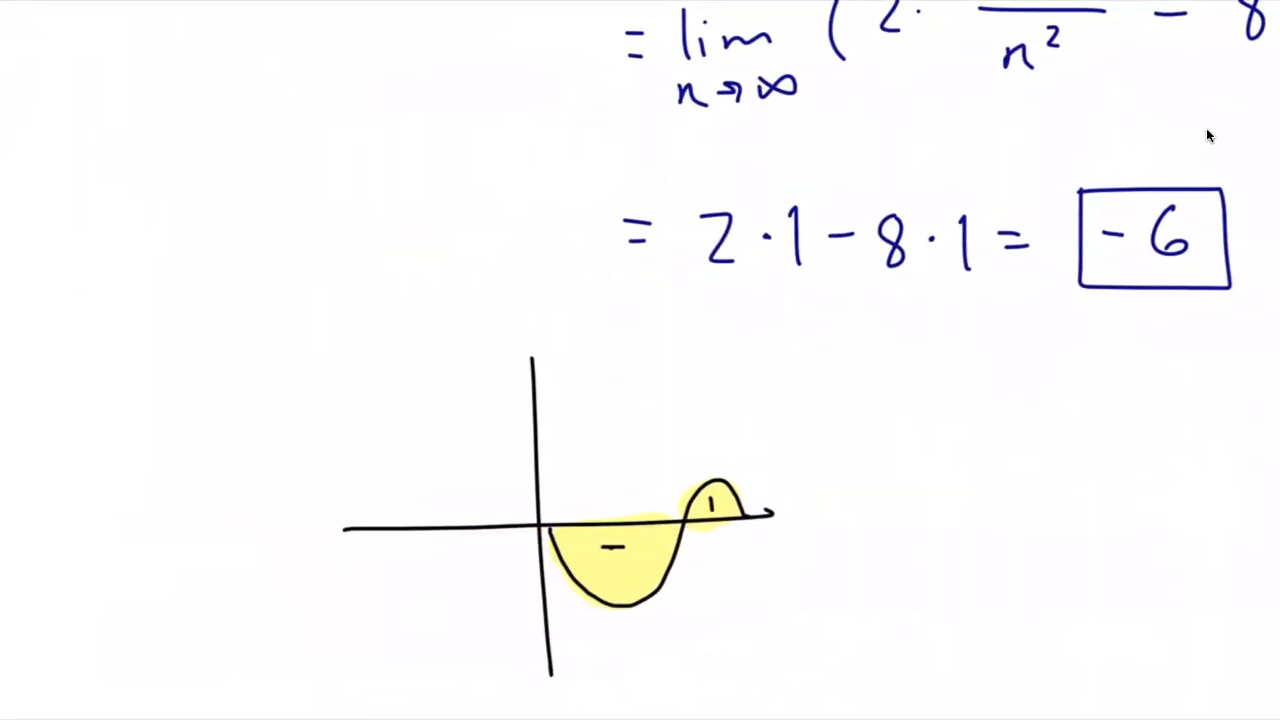 = lim ( 2 · / n² - 8
n → ∞
= 2 · 1 - 8 · 1 = - 6
-